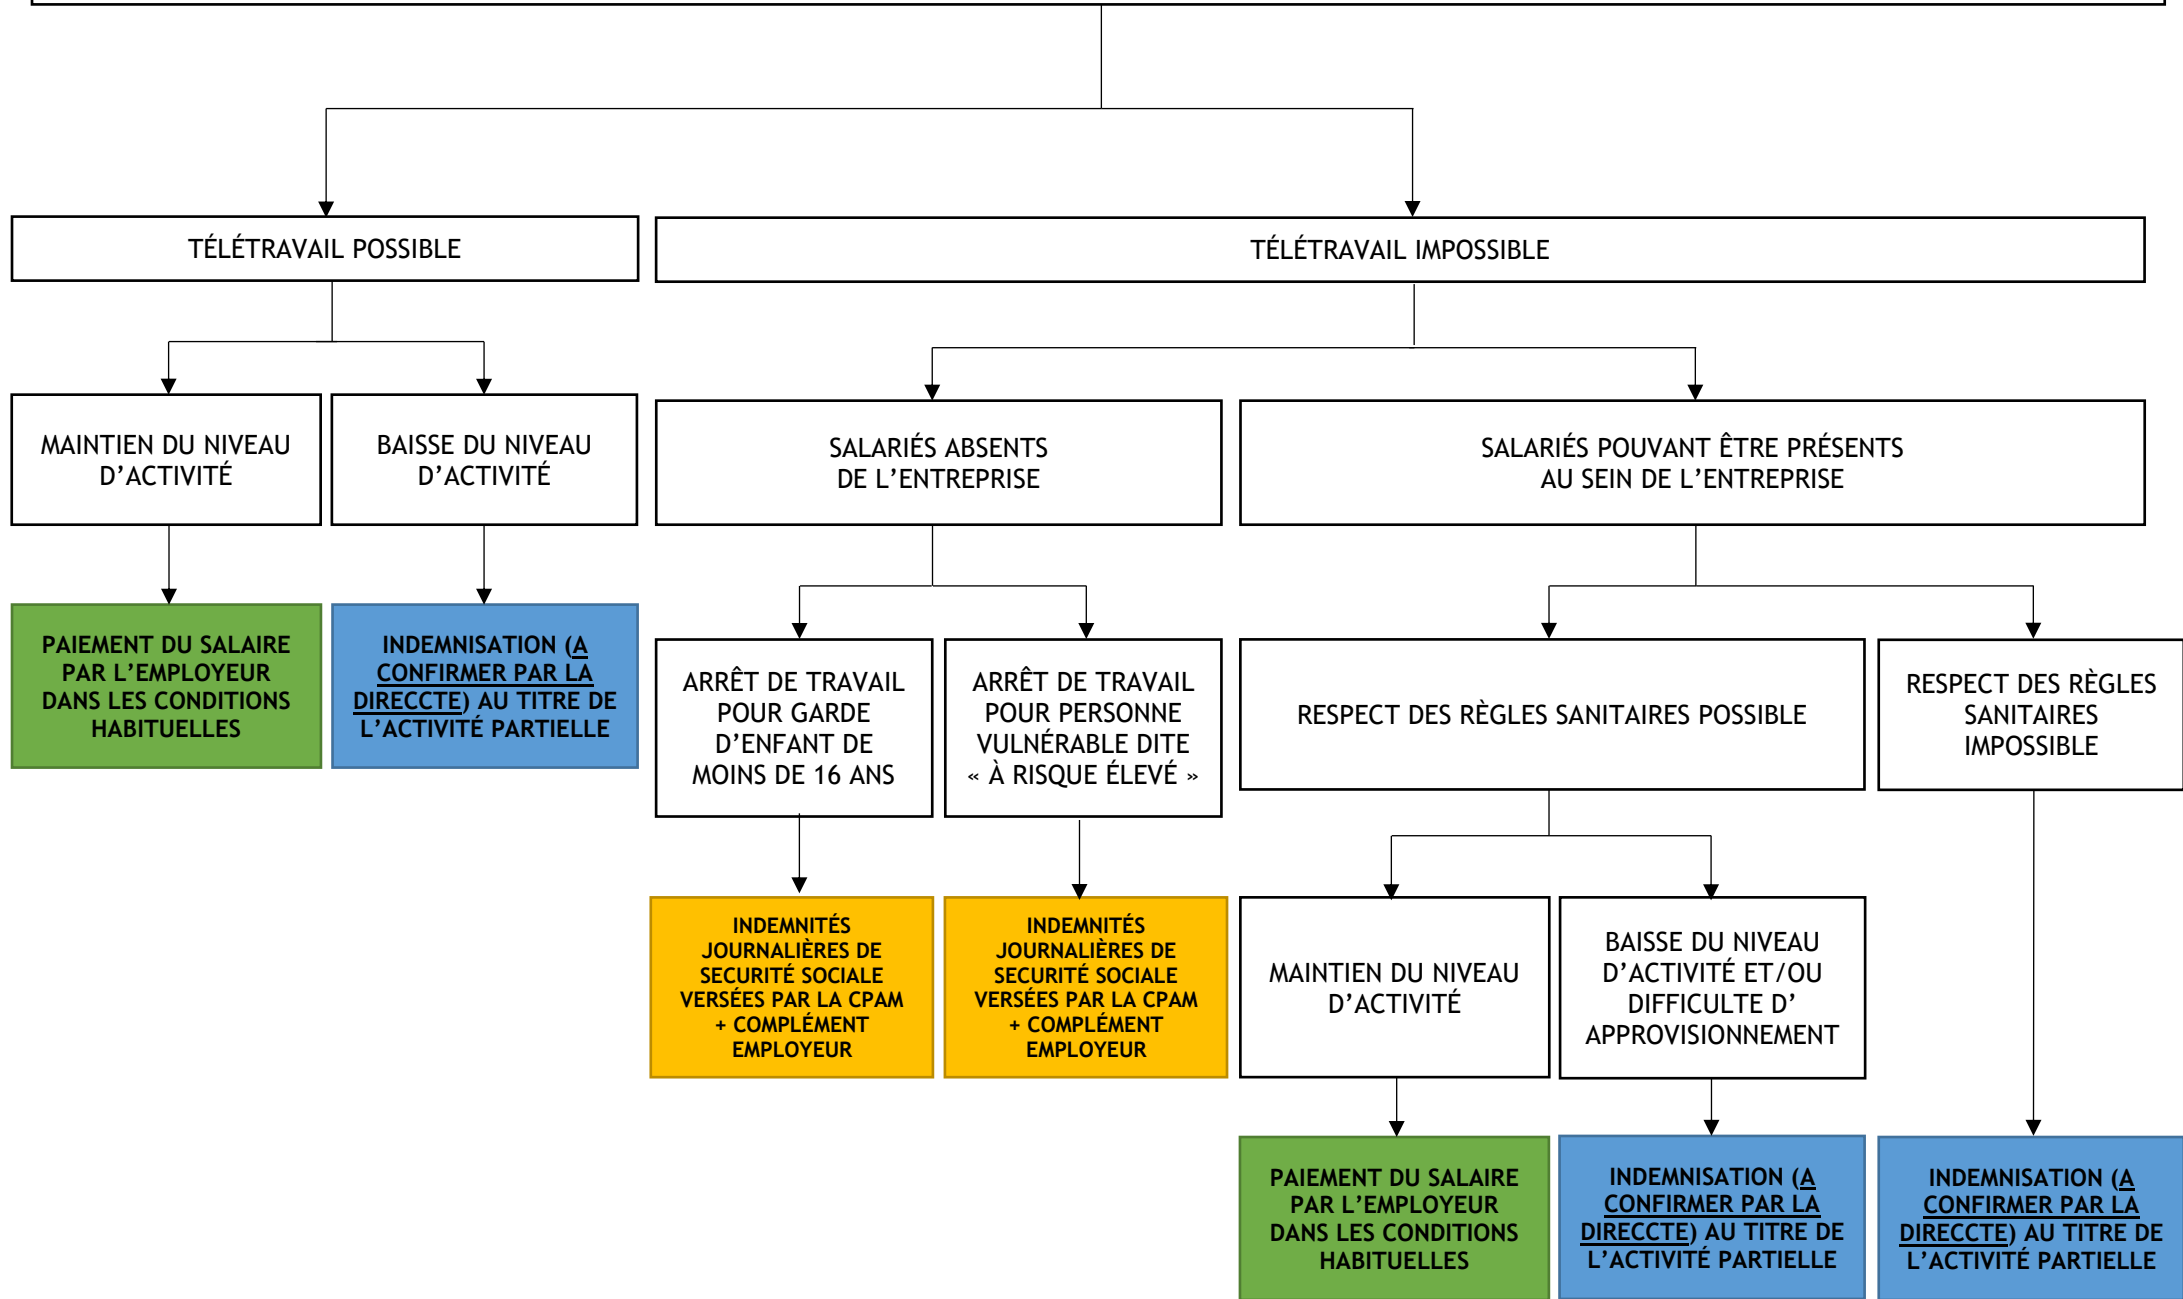 TÉLÉTRAVAIL POSSIBLE
TÉLÉTRAVAIL IMPOSSIBLE
MAINTIEN DU NIVEAU
D’ACTIVITÉ
BAISSE DU NIVEAU
D’ACTIVITÉ
SALARIÉS ABSENTS
DE L’ENTREPRISE
SALARIÉS POUVANT ÊTRE PRÉSENTS
AU SEIN DE L’ENTREPRISE
PAIEMENT DU SALAIRE
PAR L’EMPLOYEUR
DANS LES CONDITIONS
HABITUELLES
INDEMNISATION (A
CONFIRMER PAR LA
DIRECCTE) AU TITRE DE
L’ACTIVITÉ PARTIELLE
ARRÊT DE TRAVAIL
POUR GARDE
D’ENFANT DE
MOINS DE 16 ANS
ARRÊT DE TRAVAIL
POUR PERSONNE
VULNÉRABLE DITE
« À RISQUE ÉLEVÉ »
RESPECT DES RÈGLES SANITAIRES POSSIBLE
RESPECT DES RÈGLES
SANITAIRES
IMPOSSIBLE
INDEMNITÉS
JOURNALIÈRES DE
SECURITÉ SOCIALE
VERSÉES PAR LA CPAM
+ COMPLÉMENT
EMPLOYEUR
INDEMNITÉS
JOURNALIÈRES DE
SECURITÉ SOCIALE
VERSÉES PAR LA CPAM
+ COMPLÉMENT
EMPLOYEUR
MAINTIEN DU NIVEAU
D’ACTIVITÉ
BAISSE DU NIVEAU
D’ACTIVITÉ ET/OU
DIFFICULTE D’
APPROVISIONNEMENT
PAIEMENT DU SALAIRE
PAR L’EMPLOYEUR
DANS LES CONDITIONS
HABITUELLES
INDEMNISATION (A
CONFIRMER PAR LA
DIRECCTE) AU TITRE DE
L’ACTIVITÉ PARTIELLE
INDEMNISATION (A
CONFIRMER PAR LA
DIRECCTE) AU TITRE DE
L’ACTIVITÉ PARTIELLE